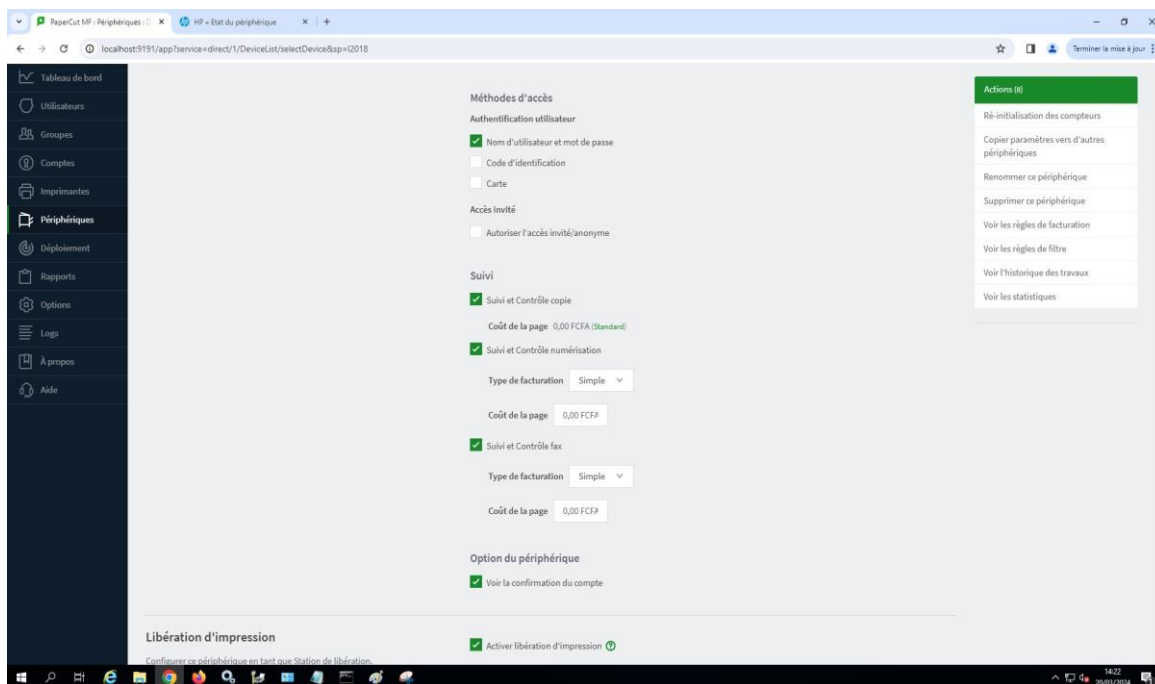 PaperCut MF : Périphériques : D
HP » Etat du périphérique
localhost:9191/app?service=direct/1/DeviceList/selectDevice&sp=l2018
Terminer la mise à jour
Tableau de bord
Utilisateurs
Groupes
Comptes
Imprimantes
Périphériques
Déploiement
Rapports
Options
Logs
À propos
Aide
Méthodes d'accès
Authentification utilisateur
Nom d'utilisateur et mot de passe
Code d'identification
Carte
Accès invité
Autoriser l'accès invité/anonyme
Suivi
Suivi et Contrôle copie
Coût de la page 0,00 FCFA (Standard)
Suivi et Contrôle numérisation
Type de facturation Simple
Coût de la page 0,00 FCFA
Suivi et Contrôle fax
Type de facturation Simple
Coût de la page 0,00 FCFA
Option du périphérique
Voir la confirmation du compte
Libération d'impression
Activer libération d'impression
Configurer ce périphérique en tant que Station de libération.
Actions (8)
Ré-initialisation des compteurs
Copier paramètres vers d'autres
périphériques
Renommer ce périphérique
Supprimer ce périphérique
Voir les règles de facturation
Voir les règles de filtre
Voir l'historique des travaux
Voir les statistiques
14:22
20/03/2024